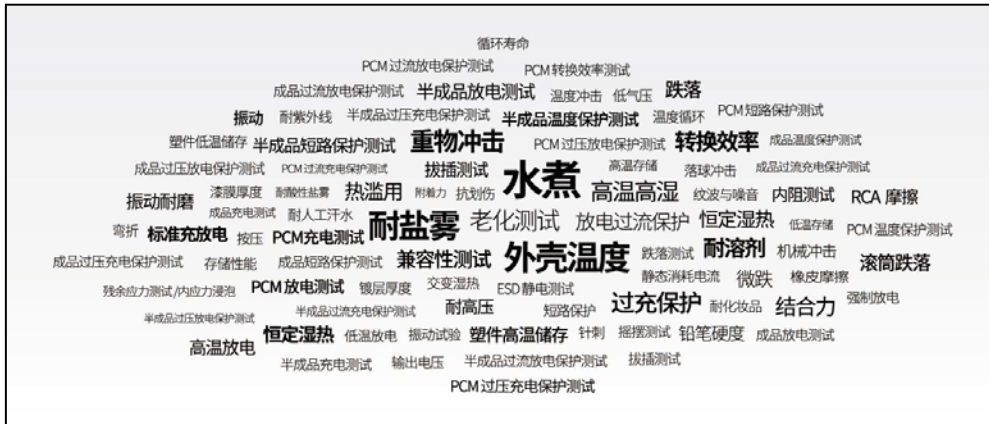 循环寿命
PCM过流放电保护测试 PCM转换效率测试
成品过流放电保护测试 半成品放电测试 温度冲击 低气压 跌落
振动 耐紫外线 半成品过压充电保护测试 半成品温度保护测试 温度循环 PCM短路保护测试
塑件低温储存 半成品短路保护测试 重物冲击 PCM过压放电保护测试 转换效率 成品温度保护测试
成品过压放电保护测试 PCM过流充电保护测试 拔插测试 水煮 高温存储 落球冲击 成品过流充电保护测试
振动耐磨 漆膜厚度 耐酸性盐雾 热滥用 附着力 抗划伤 高温高湿 纹波与噪音 内阻测试 RCA 摩擦
成品充电测试 耐人工汗水 耐盐雾 老化测试 放电过流保护 恒定湿热 低温存储 PCM温度保护测试
弯折 标准充放电 按压 PCM充电测试 外壳温度 跌落测试 耐溶剂 机械冲击
成品过压充电保护测试 存储性能 成品短路保护测试 兼容性测试 静态消耗电流 微跌 橡皮摩擦 滚筒跌落
残余应力测试/内应力浸泡 PCM放电测试 镀层厚度 交变湿热 ESD静电测试
半成品过流充电保护测试 耐高压 短路保护 过充保护 耐化妆品 结合力 强制放电
半成品过压放电保护测试 恒定湿热 低温放电 振动试验 塑件高温储存 针刺 摇摆测试 铅笔硬度 成品放电测试
高温放电 半成品充电测试 输出电压 半成品过流放电保护测试 拔插测试
PCM过压充电保护测试